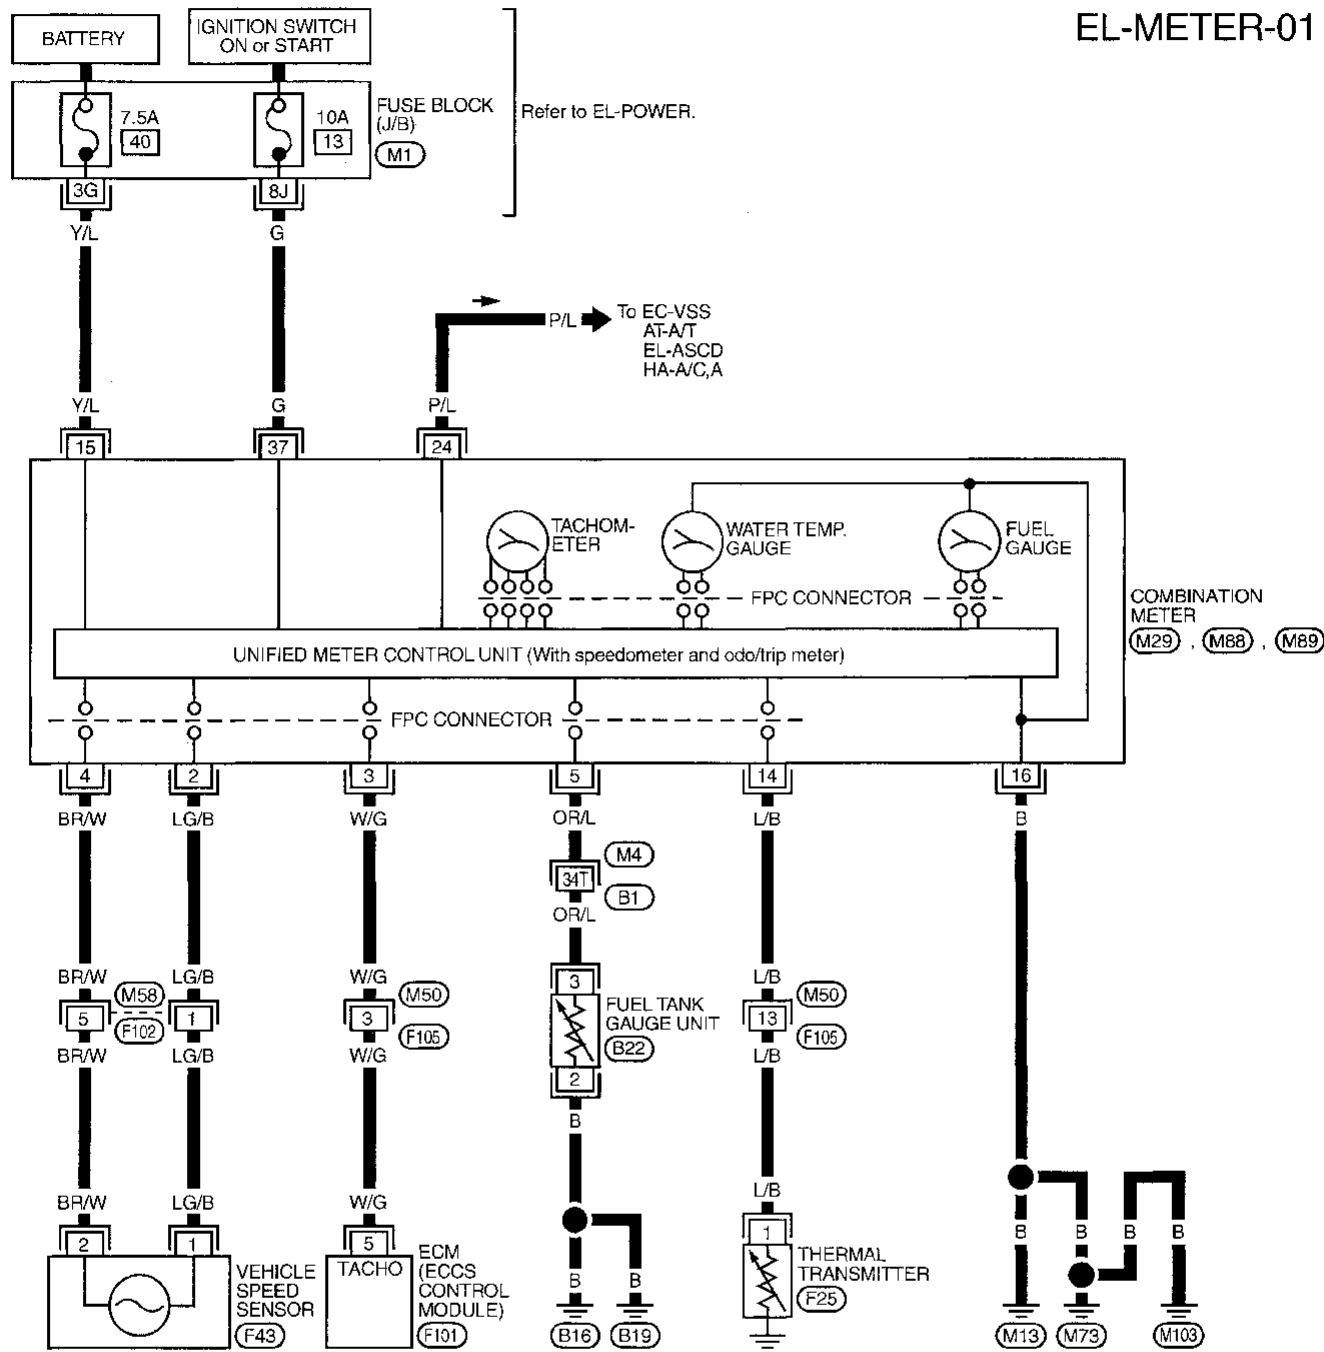 EL-METER-01
BATTERY
IGNITION SWITCH
ON or START
7.5A
40
10A
13
FUSE BLOCK
(J/B)
M1
Refer to EL-POWER.
3G
8J
Y/L
G
P/L
To EC-VSS
AT-A/T
EL-ASCD
HA-A/C,A
Y/L
G
P/L
15
37
24
TACHOM-
ETER
WATER TEMP.
GAUGE
FUEL
GAUGE
FPC CONNECTOR
COMBINATION
METER
M29 , M88 , M89
UNIFIED METER CONTROL UNIT (With speedometer and odo/trip meter)
FPC CONNECTOR
4
2
3
5
14
16
BR/W
LG/B
W/G
OR/L
L/B
B
34T
M4
B1
OR/L
BR/W
LG/B
W/G
L/B
5
M58
F102
1
3
M50
F105
3
FUEL TANK
GAUGE UNIT
B22
2
13
M50
F105
BR/W
LG/B
W/G
L/B
B
BR/W
LG/B
W/G
L/B
2
1
5
1
VEHICLE
SPEED
SENSOR
F43
TACHO
ECM
(ECCS
CONTROL
MODULE)
F101
B
B
B16
B19
THERMAL
TRANSMITTER
F25
B
B
B
B
M13
M73
M103